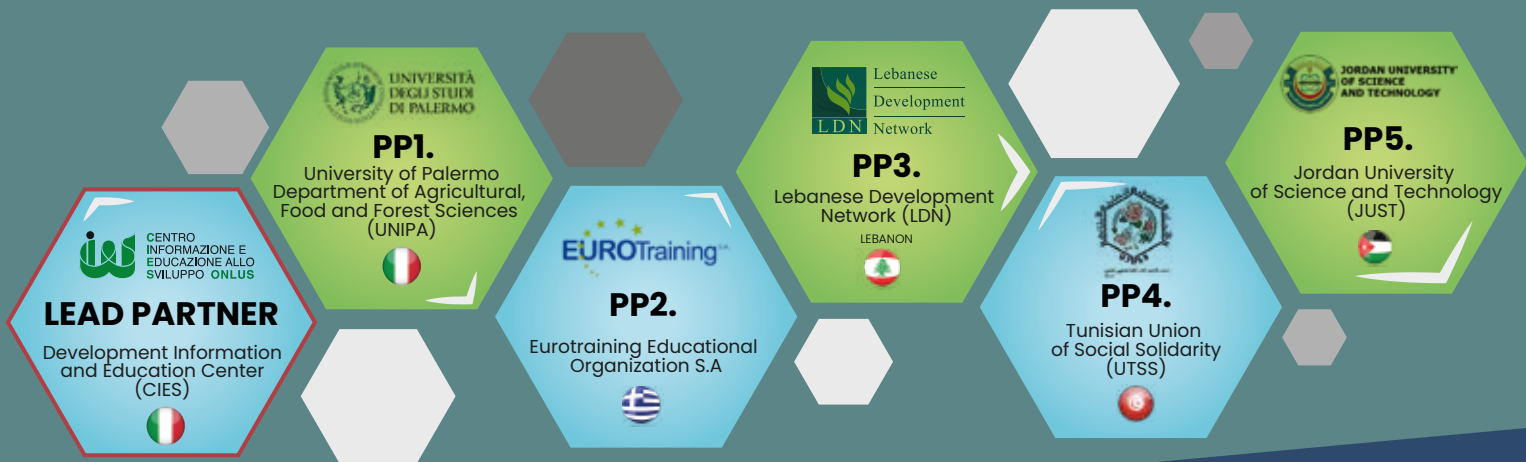 CENTRO
INFORMAZIONE E
EDUCAZIONE ALLO
SVILUPPO ONLUS
LEAD PARTNER
Development Information
and Education Center
(CIES)
UNIVERSITÀ
DEGLI STUDI
DI PALERMO
PP1.
University of Palermo
Department of Agricultural,
Food and Forest Sciences
(UNIPA)
EUROTraining
PP2.
Eurotraining Educational
Organization S.A
LDN
Lebanese
Development
Network
PP3.
Lebanese Development
Network (LDN)
LEBANON
PP4.
Tunisian Union
of Social Solidarity
(UTSS)
JORDAN UNIVERSITY
OF SCIENCE
AND TECHNOLOGY
PP5.
Jordan University
of Science and Technology
(JUST)